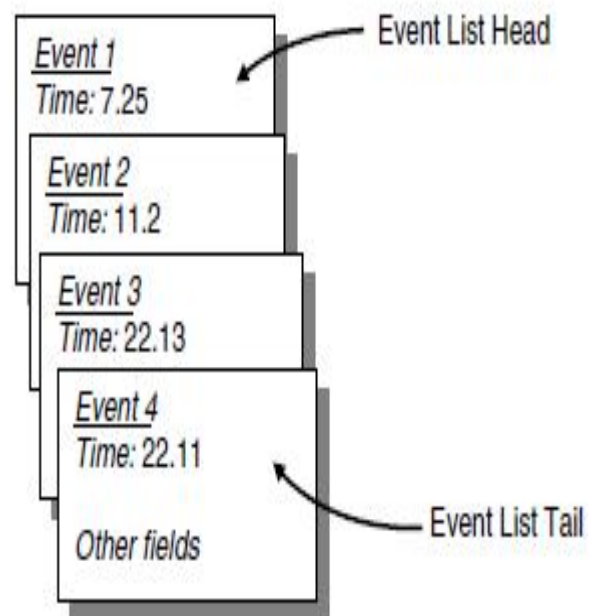 Event List Head
Event 1
Time: 7.25
Event 2
Time: 11.2
Event 3
Time: 22.13
Event 4
Time: 22.11
Other fields
Event List Tail